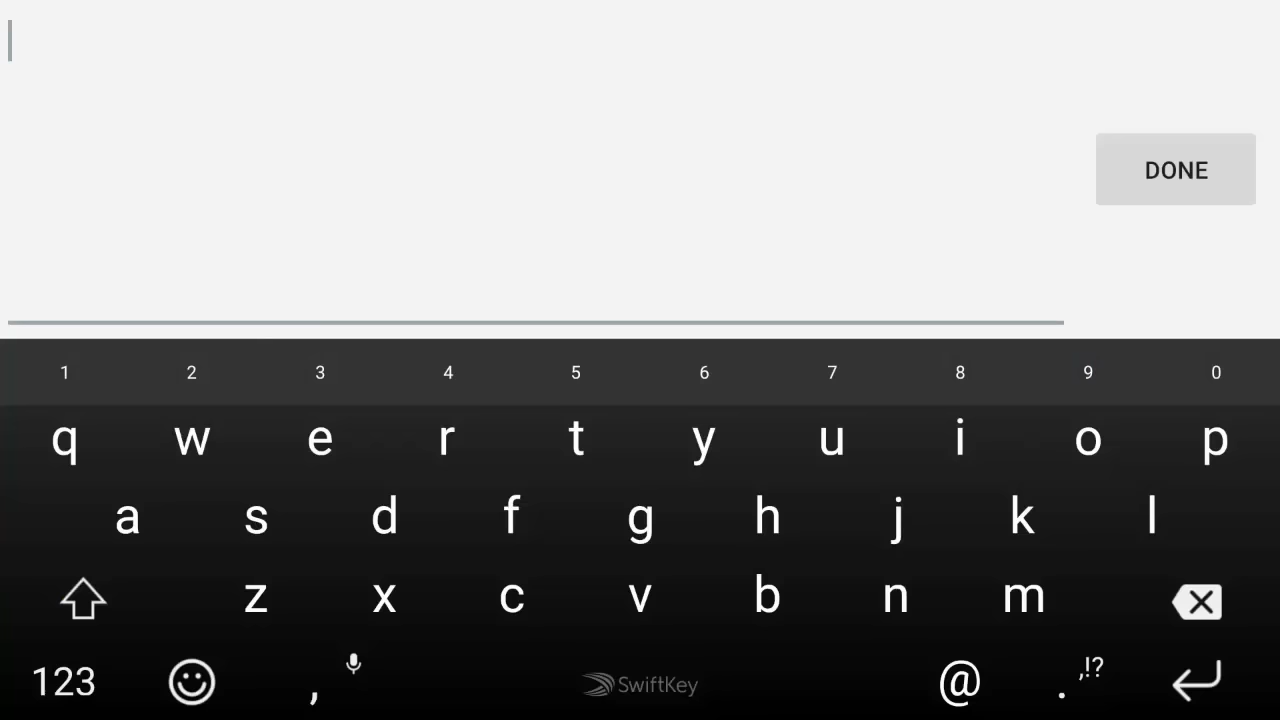 DONE
1 2 3 4 5 6 7 8 9 0
q w e r t y u i o p
a s d f g h j k l
z x c v b n m
123 , SwiftKey @ . ,!?